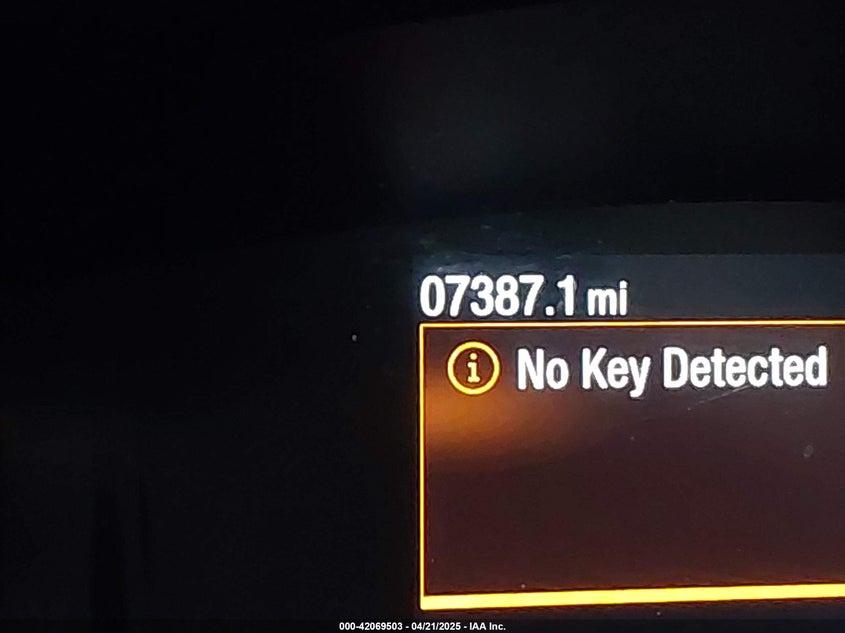 07387.1 mi
i No Key Detected
000-42069503 - 04/21/2025 - IAA Inc.